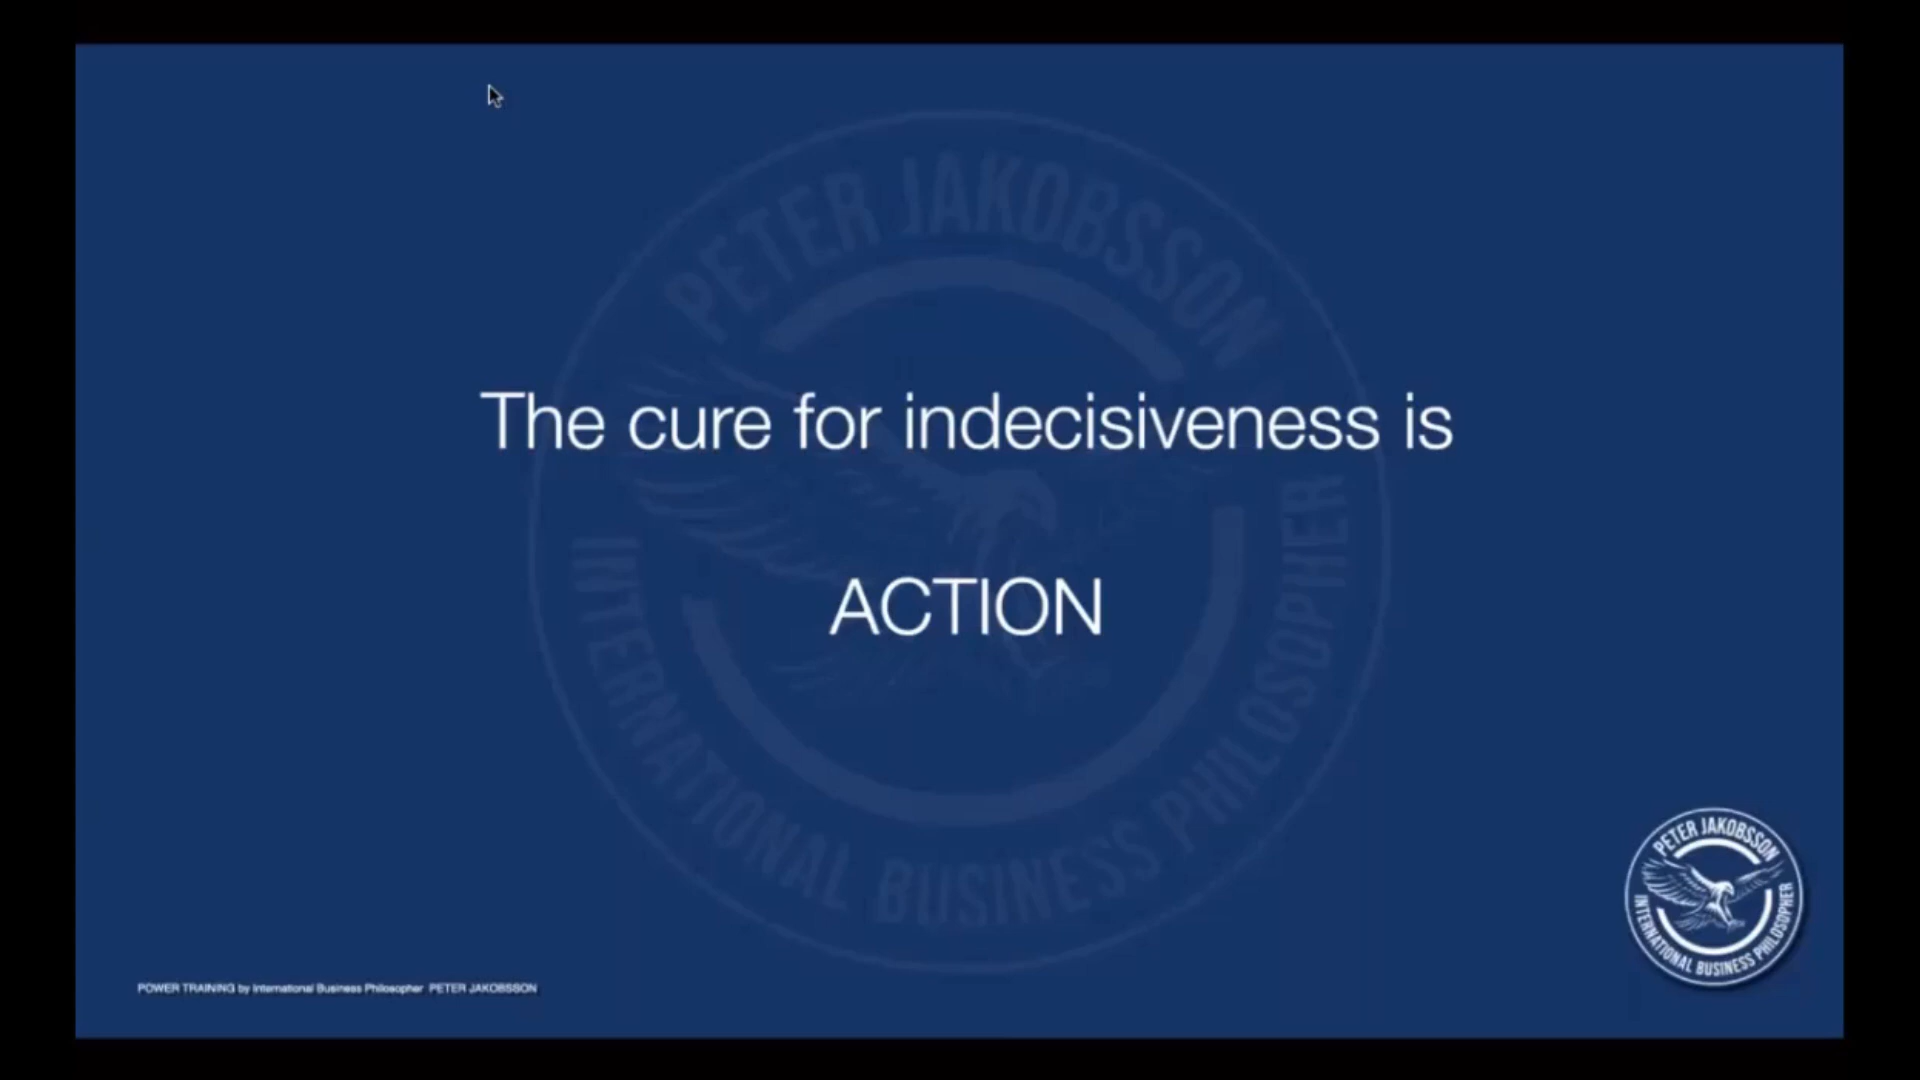 PETER JAKOBSSON
The cure for indecisiveness is
ACTION
INTERNATIONAL BUSINESS PHILOSOPHER
PETER JAKOBSSON
INTERNATIONAL BUSINESS PHILOSOPHER
POWER TRAINING by International Business Philosopher PETER JAKOBSSON